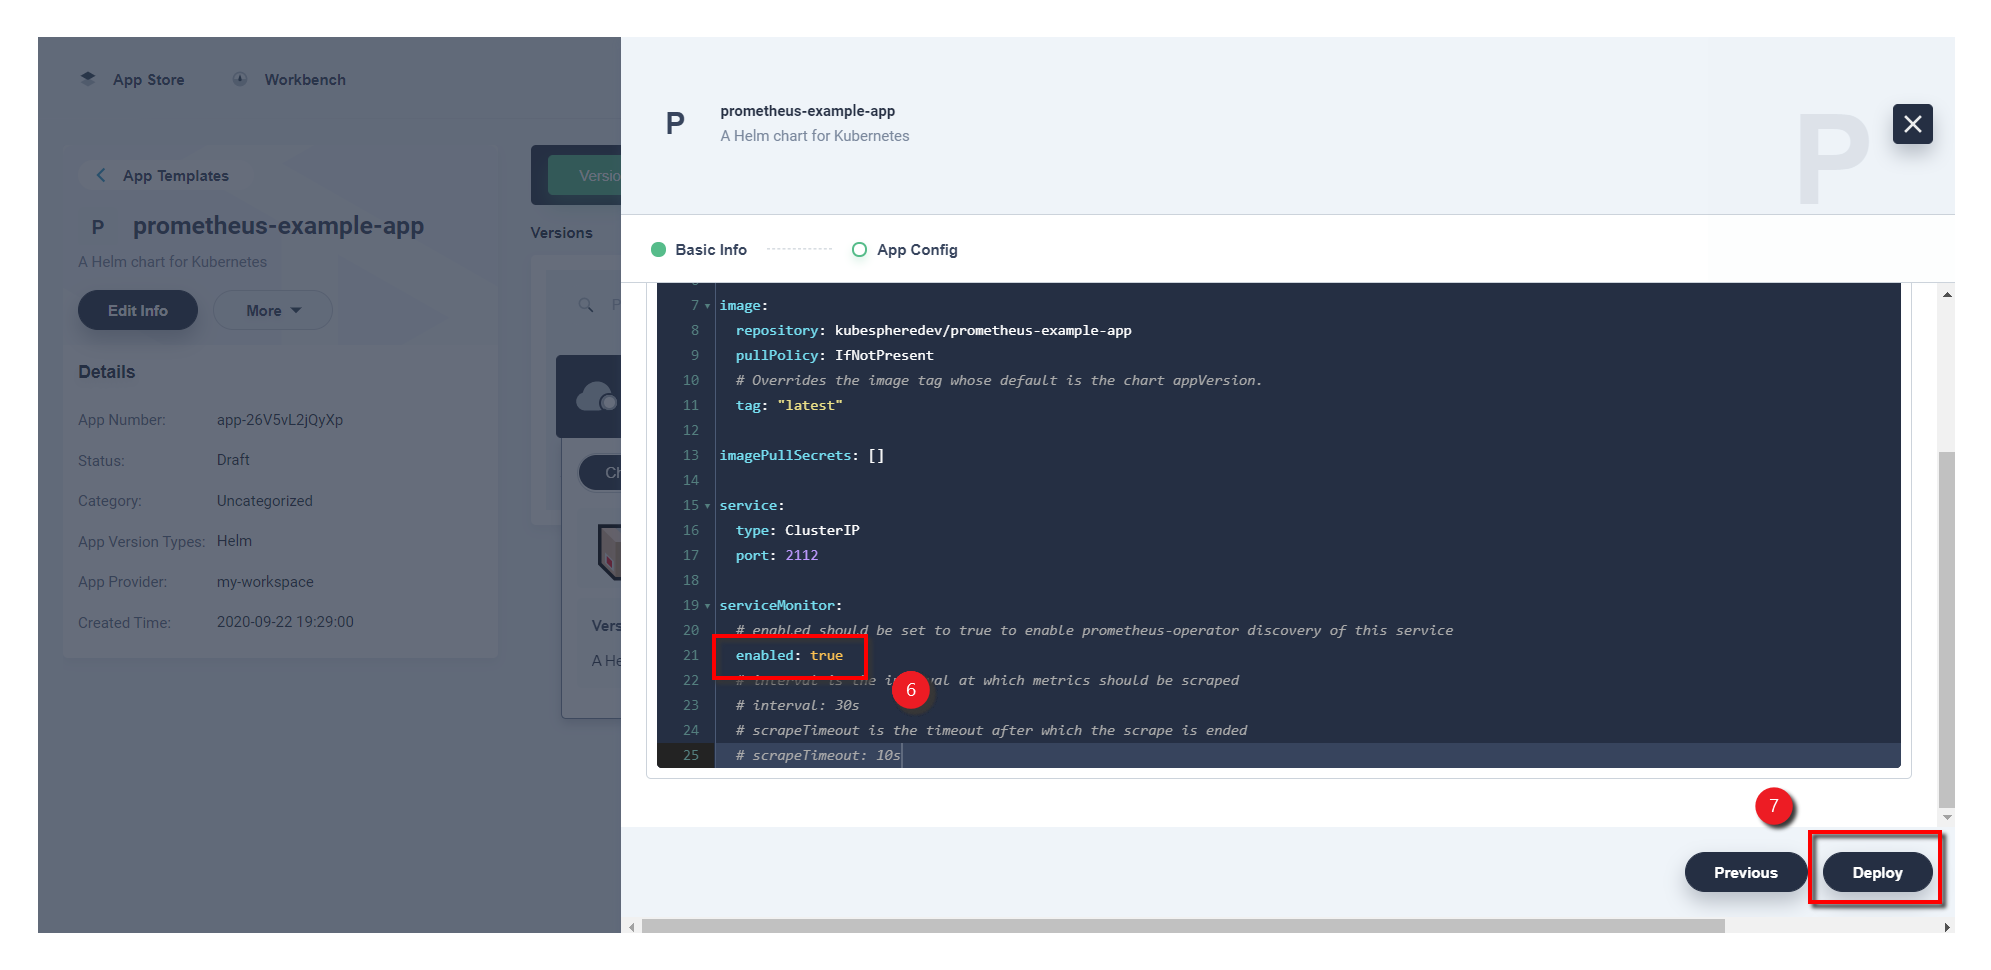 App Store
Workbench
App Templates
P
prometheus-example-app
A Helm chart for Kubernetes
Edit Info
More
Details
App Number:
app-26V5vL2jQyXp
Status:
Draft
Category:
Uncategorized
App Version Types:
Helm
App Provider:
my-workspace
Created Time:
2020-09-22 19:29:00
Versio
Versions
P
Ch
Vers
A He
P
prometheus-example-app
A Helm chart for Kubernetes
P
Basic Info
App Config
7 image:
8 repository: kubespheredev/prometheus-example-app
9 pullPolicy: IfNotPresent
10 # Overrides the image tag whose default is the chart appVersion.
11 tag: "latest"
12
13 imagePullSecrets: []
14
15 service:
16 type: ClusterIP
17 port: 2112
18
19 serviceMonitor:
20 # enabled should be set to true to enable prometheus-operator discovery of this service
21 enabled: true
22 # interval is the in val at which metrics should be scraped
6
23 # interval: 30s
24 # scrapeTimeout is the timeout after which the scrape is ended
25 # scrapeTimeout: 10s
7
Previous
Deploy